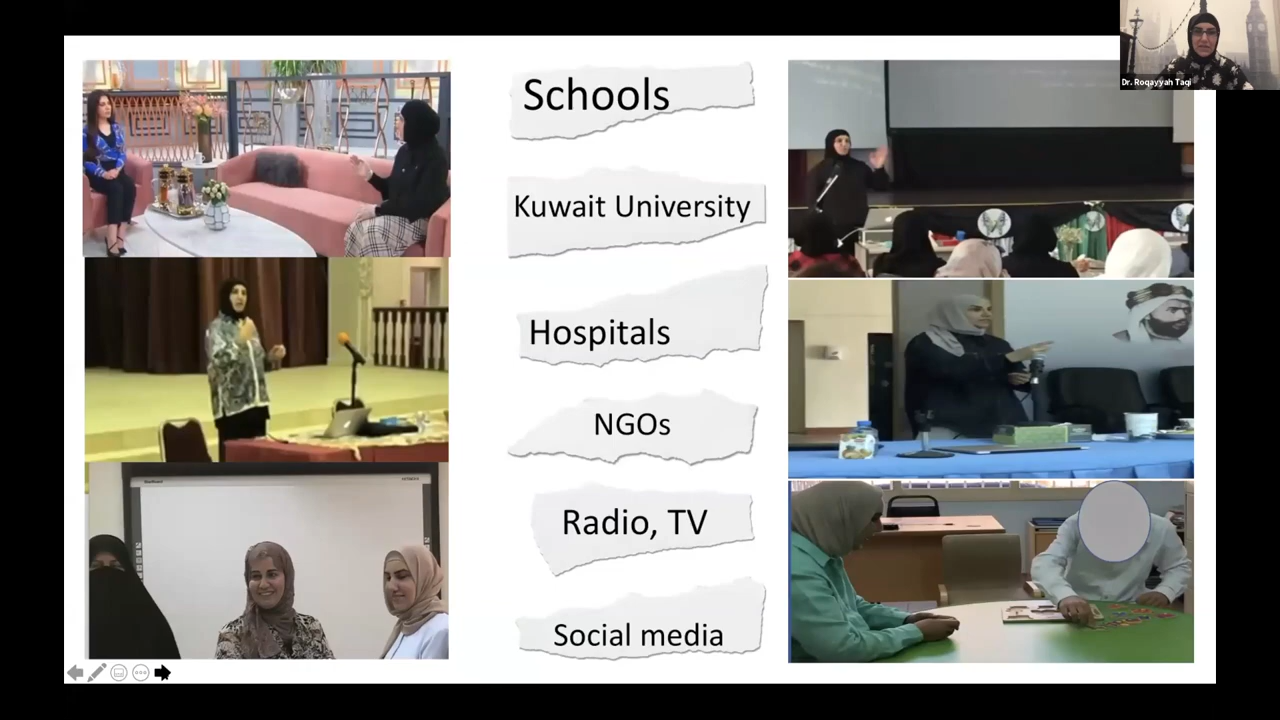 Dr. Roqayyah Taqi
Schools
Kuwait University
Hospitals
NGOs
Radio, TV
Social media